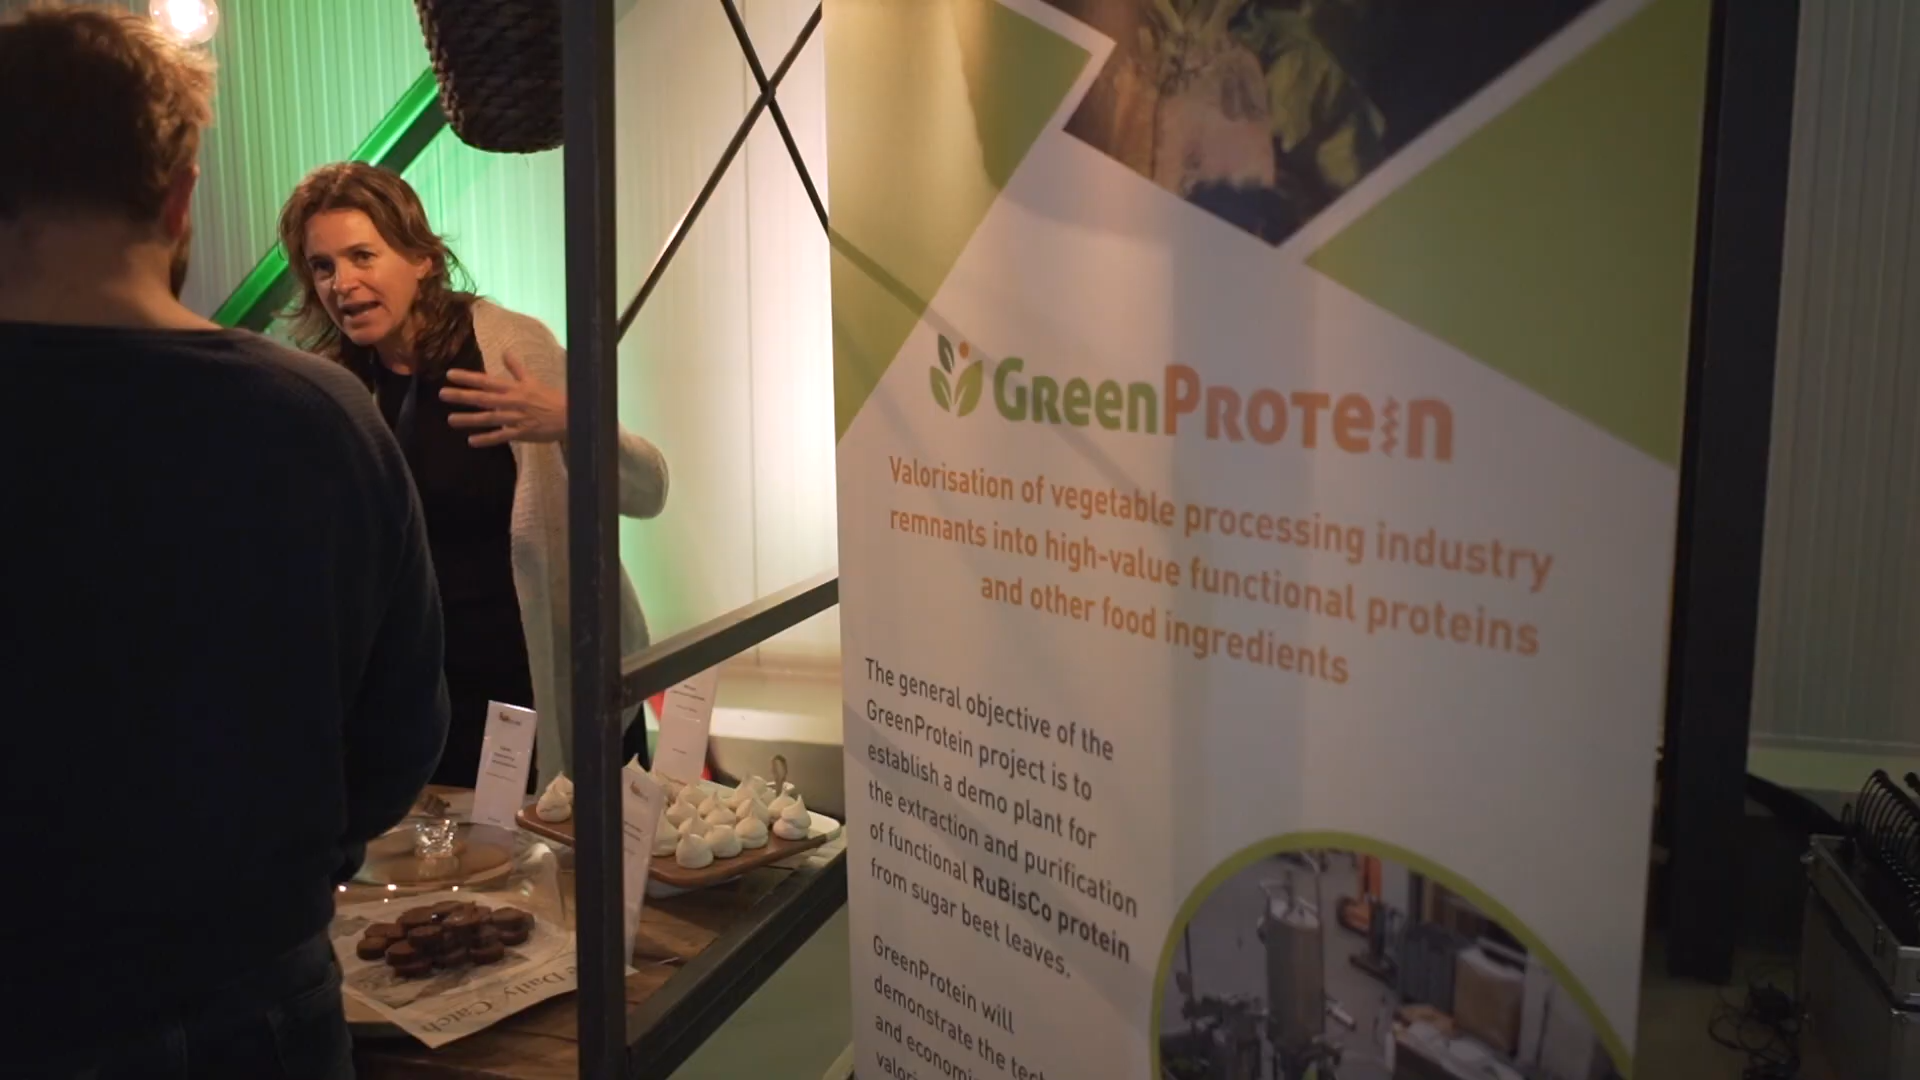 GreenProtein
Valorisation of vegetable processing industry
remnants into high-value functional proteins
and other food ingredients
The general objective of the
GreenProtein project is to
establish a demo plant for
the extraction and purification
of functional RuBisCo protein
from sugar beet leaves.
GreenProtein will
demonstrate the
and
Daily Catch